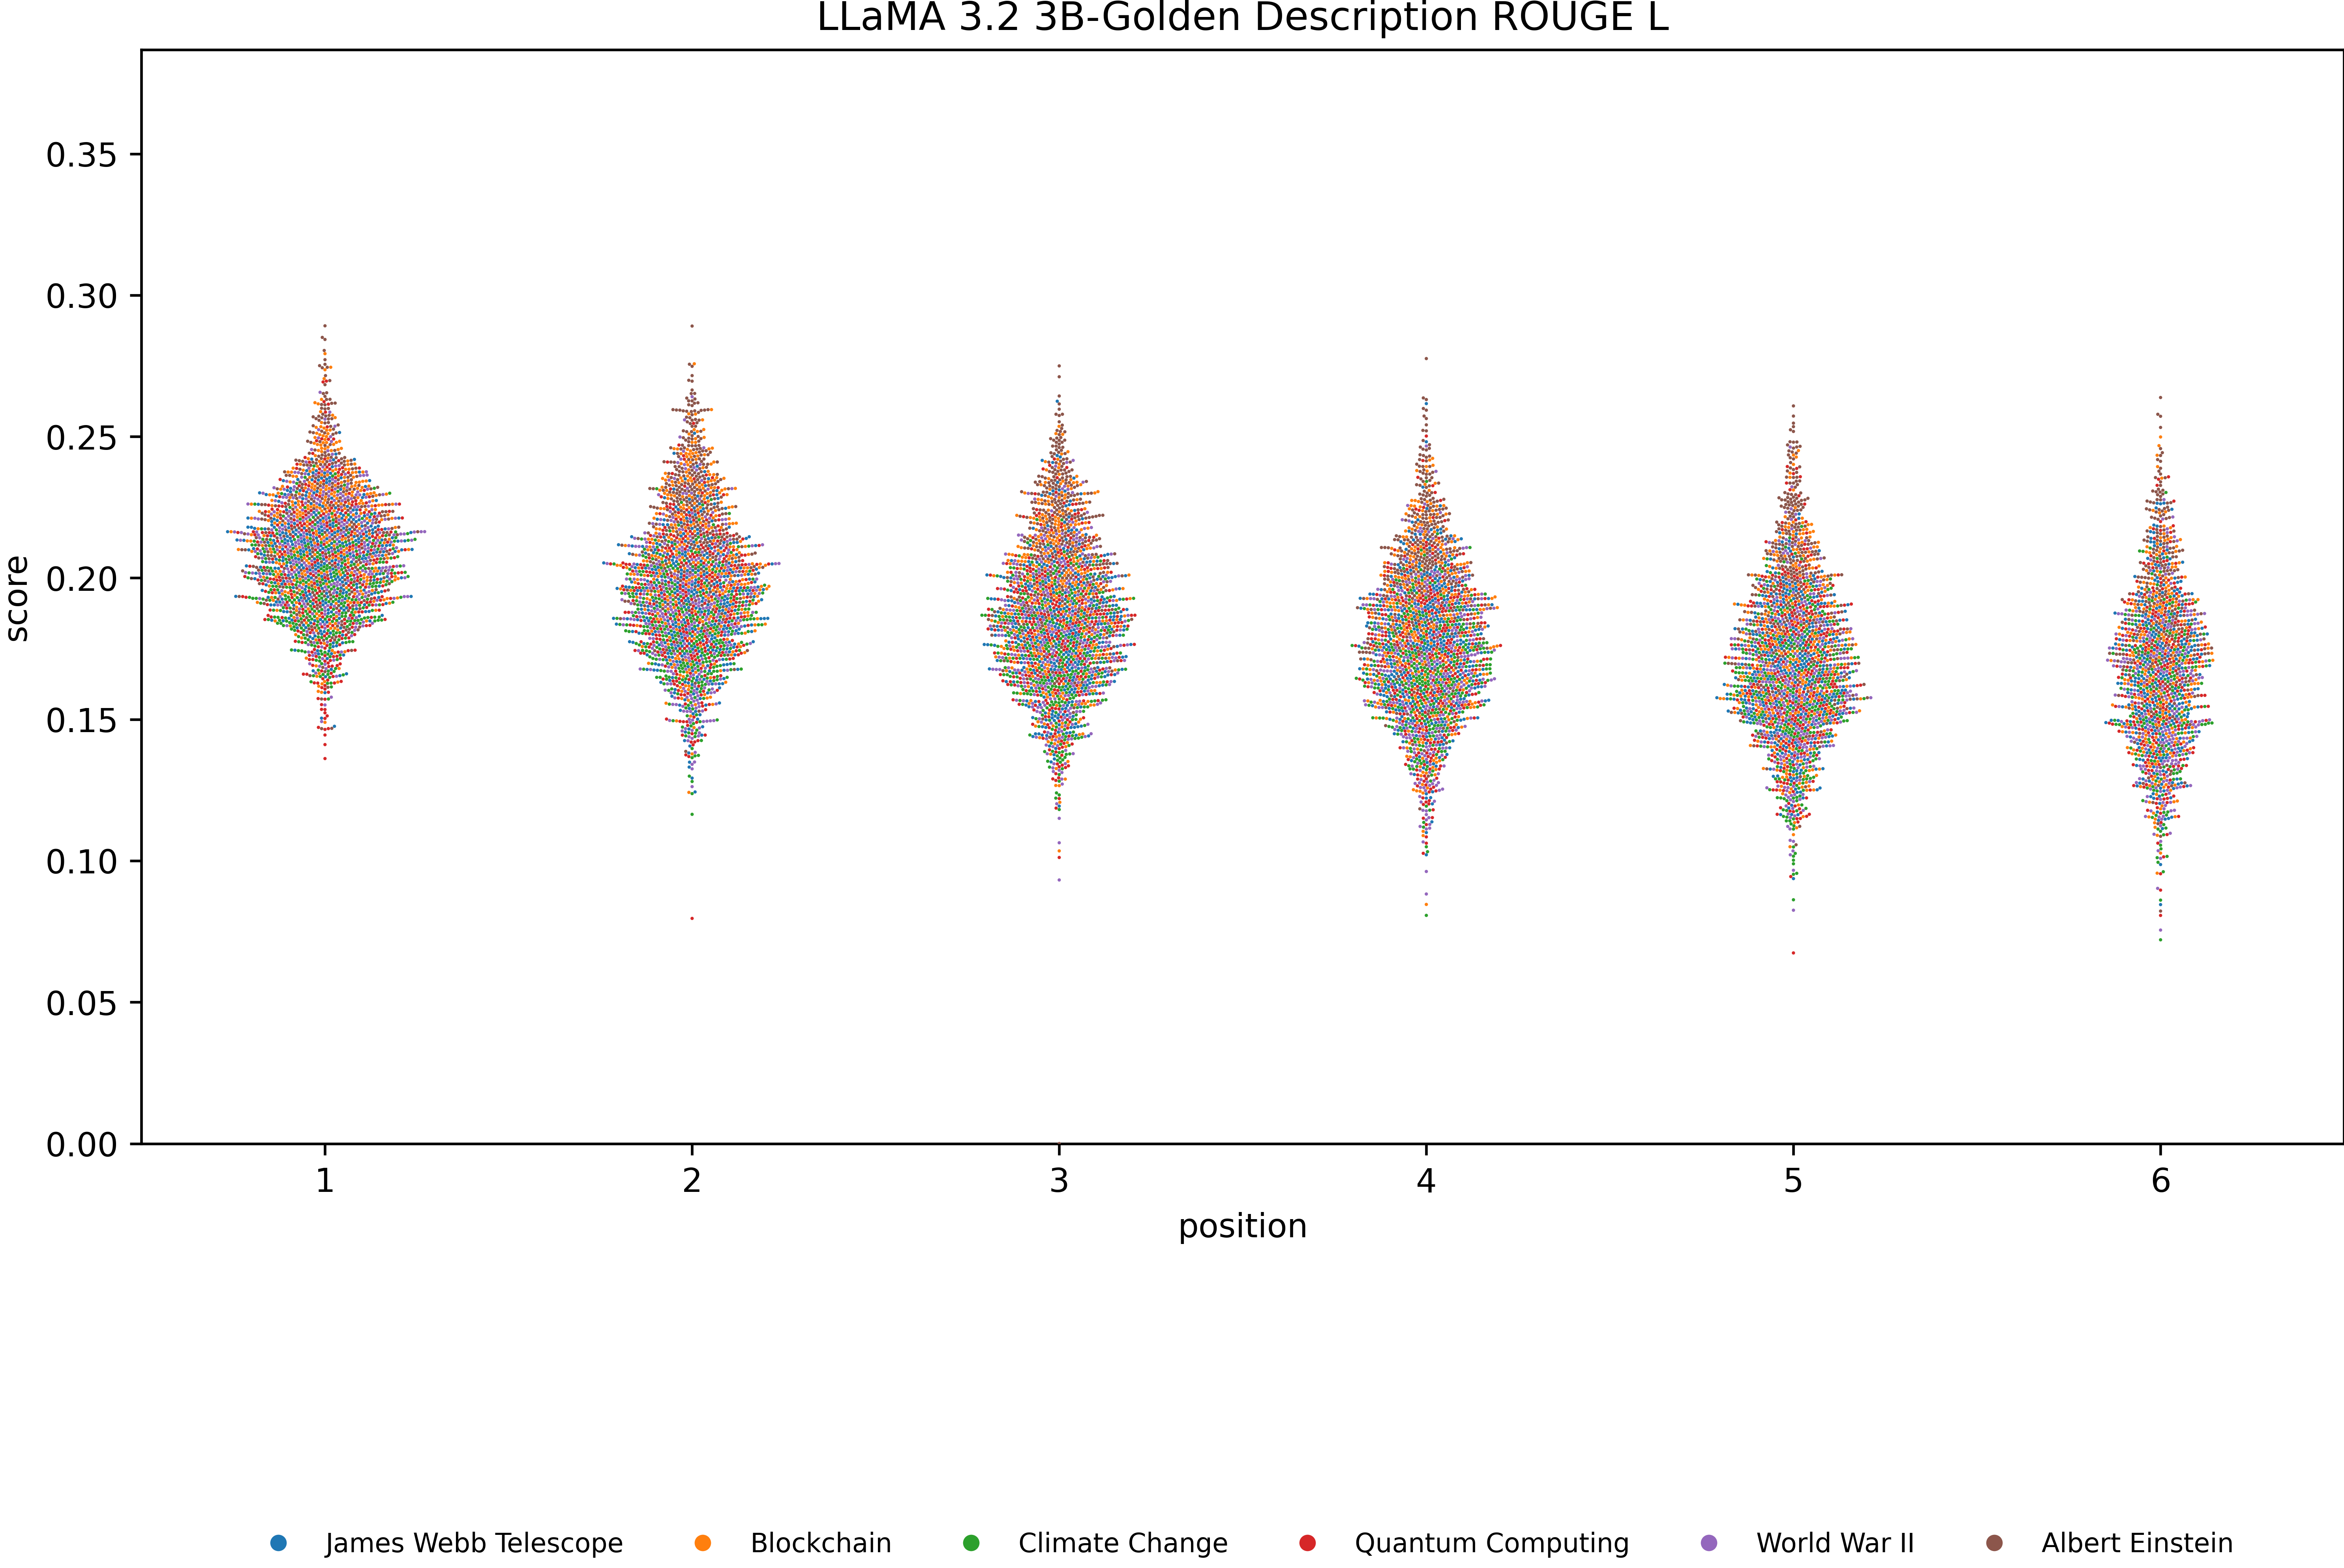 LLaMA 3.2 3B-Golden Description ROUGE L
0.35
0.30
0.25
0.20
0.15
0.10
0.05
0.00
score
1 2 3 4 5 6
position
James Webb Telescope Blockchain Climate Change Quantum Computing World War II Albert Einstein